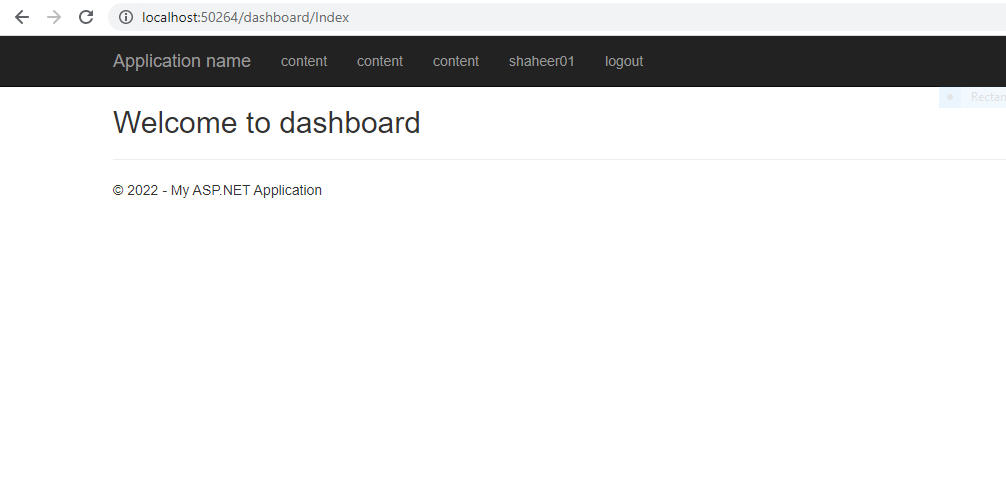 localhost:50264/dashboard/Index
Application name content content content shaheer01 logout
Rectan
Welcome to dashboard
© 2022 - My ASP.NET Application